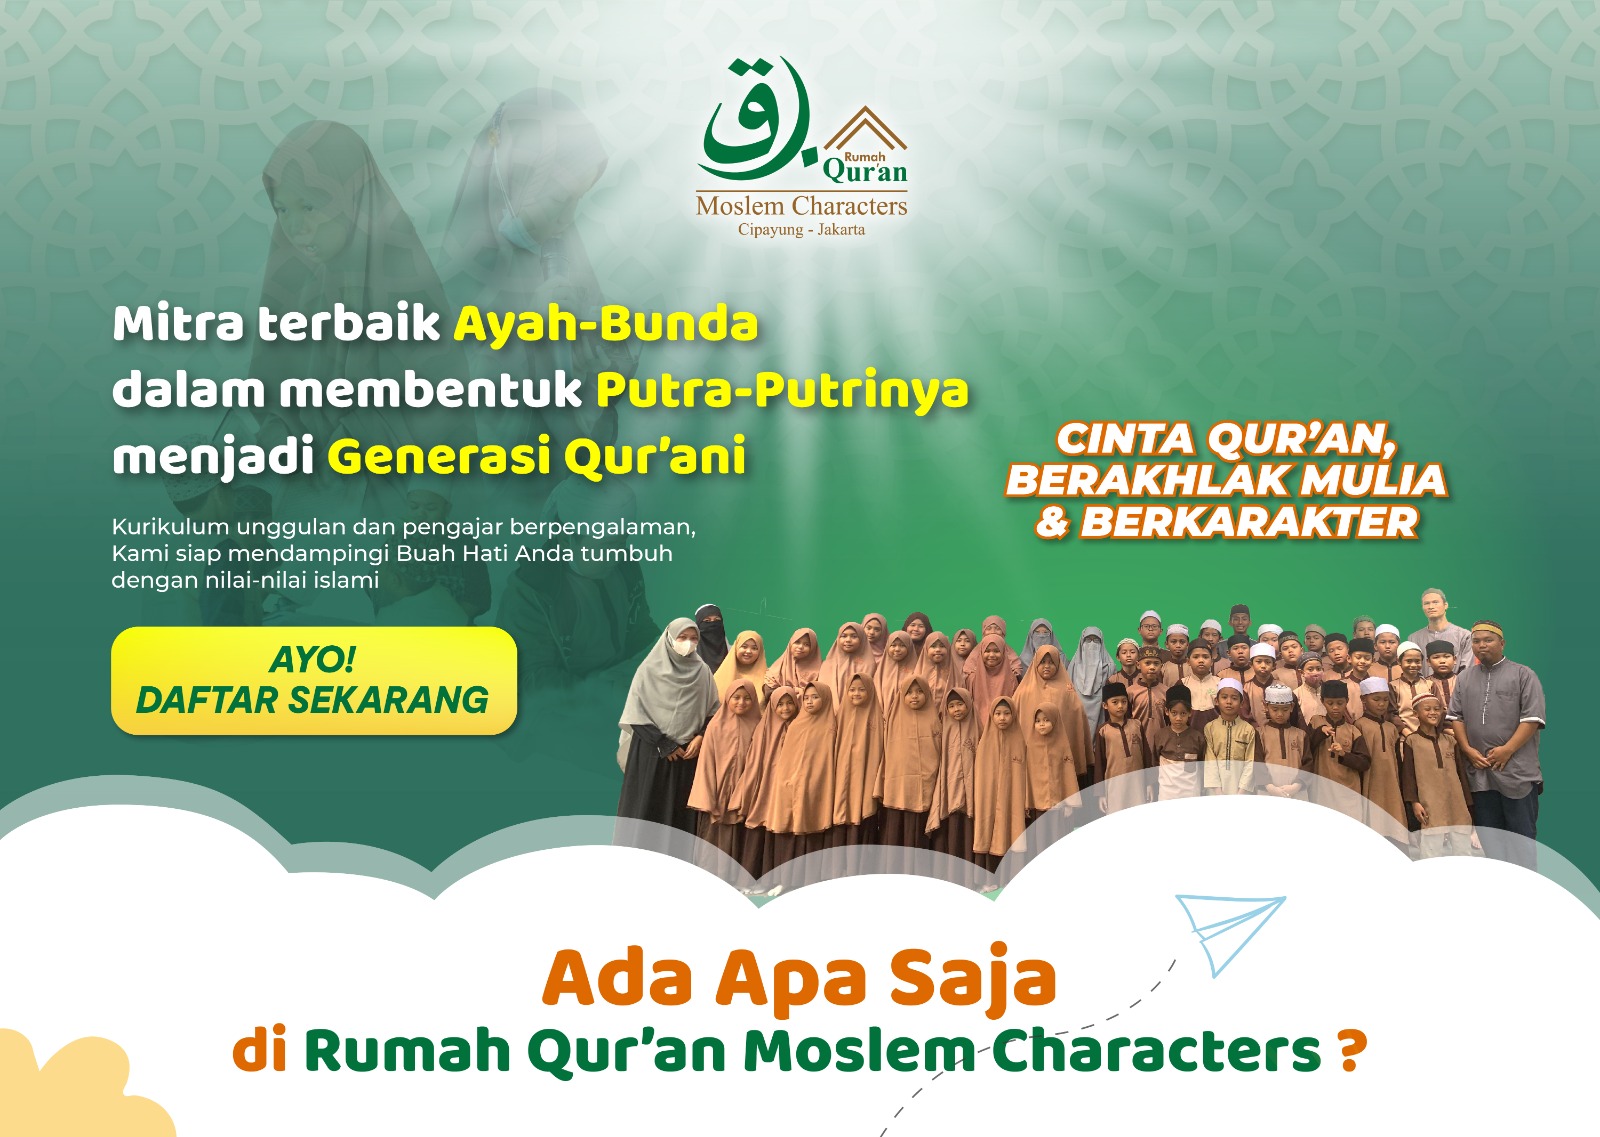 ق
Rumah
Qur'an
Moslem Characters
Cipayung - Jakarta
Mitra terbaik Ayah-Bunda
dalam membentuk Putra-Putrinya
menjadi Generasi Qur'ani
CINTA QUR'AN,
BERAKHLAK MULIA
& BERKARAKTER
Kurikulum unggulan dan pengajar berpengalaman,
Kami siap mendampingi Buah Hati Anda tumbuh
dengan nilai-nilai islami
AYO!
DAFTAR SEKARANG
Ada Apa Saja
di Rumah Qur'an Moslem Characters ?